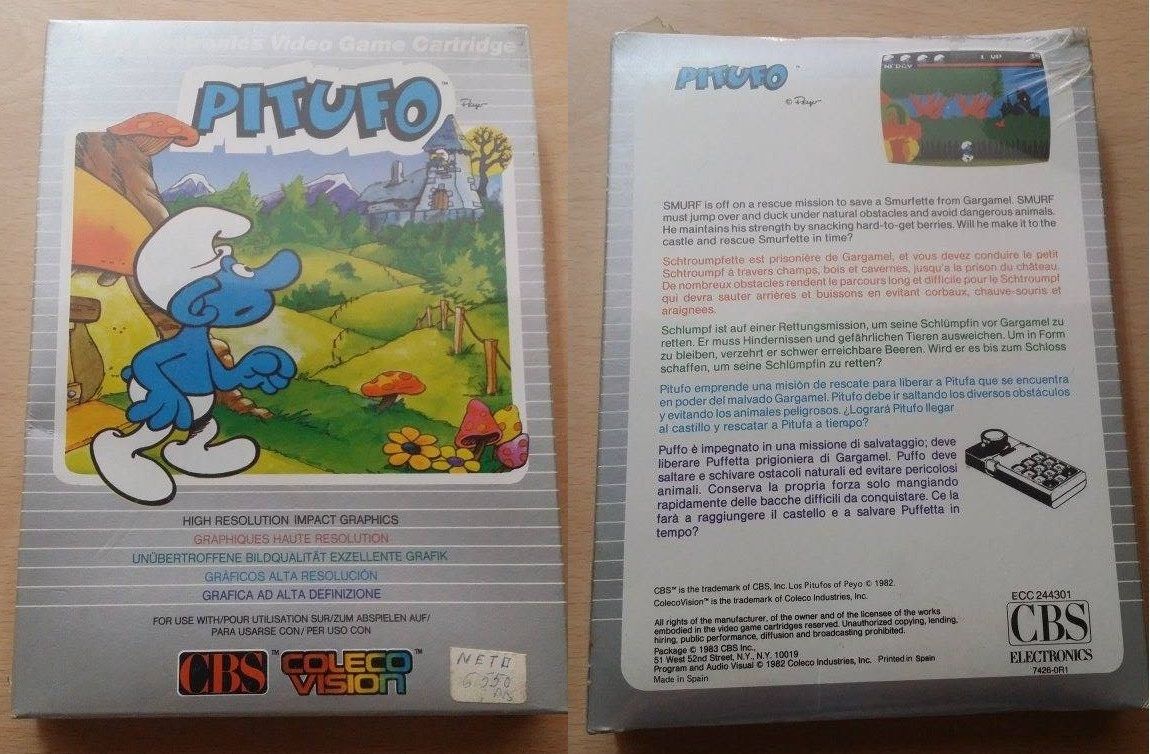 Electronics Video Game Cartridge
PITUFO™
Peyo
HIGH RESOLUTION IMPACT GRAPHICS
GRAPHIQUES HAUTE RESOLUTION
UNÜBERTROFFENE BILDQUALITÄT EXZELLENTE GRAFIK
GRÁFICOS ALTA RESOLUCIÓN
GRAFICA AD ALTA DEFINIZIONE
FOR USE WITH/POUR UTILISATION SUR/ZUM ABSPIELEN AUF/
PARA USARSE CON/PER USO CON
CBS™ COLECO VISION™
NETO
6.950
Pts
PITUFO™
© Peyo
1 UP
SMURF is off on a rescue mission to save a Smurfette from Gargamel. SMURF
must jump over and duck under natural obstacles and avoid dangerous animals.
He maintains his strength by snacking hard-to-get berries. Will he make it to the
castle and rescue Smurfette in time?
Schtroumpfette est prisonière de Gargamel, et vous devez conduire le petit
Schtroumpf à travers champs, bois et cavernes, jusqu'a la prison du château.
De nombreux obstacles rendent le parcours long et difficile pour le Schtroumpf
qui devra sauter arrières et buissons en evitant corbaux, chauve-souris et
araignees.
Schlumpf ist auf einer Rettungsmission, um seine Schlümpfin vor Gargamel zu
retten. Er muss Hindernissen und gefährlichen Tieren ausweichen. Um in Form
zu bleiben, verzehrt er schwer erreichbare Beeren. Wird er es bis zum Schloss
schaffen, um seine Schlümpfin zu retten?
Pitufo emprende una misión de rescate para liberar a Pitufa que se encuentra
en poder del malvado Gargamel. Pitufo debe ir saltando los diversos obstáculos
y evitando los animales peligrosos. ¿Logrará Pitufo llegar
al castillo y rescatar a Pitufa a tiempo?
Puffo è impegnato in una missione di salvataggio; deve
liberare Puffetta prigioniera di Gargamel. Puffo deve
saltare e schivare ostacoli naturali ed evitare pericolosi
animali. Conserva la propria forza solo mangiando
rapidamente delle bacche difficili da conquistare. Ce la
farà a raggiungere il castello e a salvare Puffetta in
tempo?
CBS™ is the trademark of CBS, Inc. Los Pitufos of Peyo © 1982.
ColecoVision™ is the trademark of Coleco Industries, Inc.
All rights of the manufacturer, of the owner and of the licensee of the works
embodied in the video game cartridges reserved. Unauthorized copying, lending,
hiring, public performance, diffusion and broadcasting prohibited.
Package © 1983 CBS Inc.,
51 West 52nd Street, N.Y., N.Y. 10019
Program and Audio Visual © 1982 Coleco Industries, Inc. Printed in Spain
Made in Spain
ECC 244301
CBS
ELECTRONICS
7426-0R1